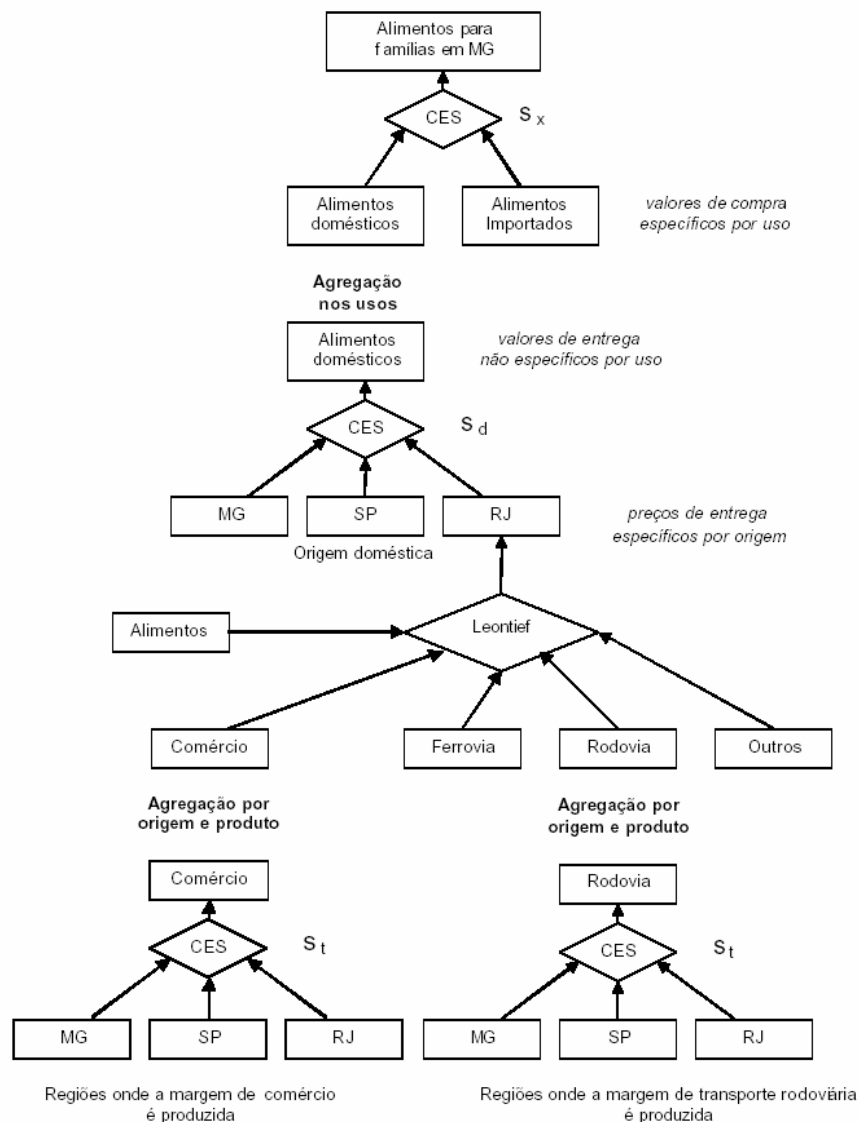 Alimentos para
famílias em MG
CES
S x
Alimentos
domésticos
Alimentos
Importados
valores de compra
específicos por uso
Agregação
nos usos
Alimentos
domésticos
valores de entrega
não específicos por uso
CES
S d
MG
SP
RJ
Origem doméstica
preços de entrega
específicos por origem
Alimentos
Leontief
Comércio
Ferrovia
Rodovia
Outros
Agregação por
origem e produto
Agregação por
origem e produto
Comércio
Rodovia
CES
S t
CES
S t
MG
SP
RJ
MG
SP
RJ
Regiões onde a margem de comércio
é produzida
Regiões onde a margem de transporte rodoviária
é produzida